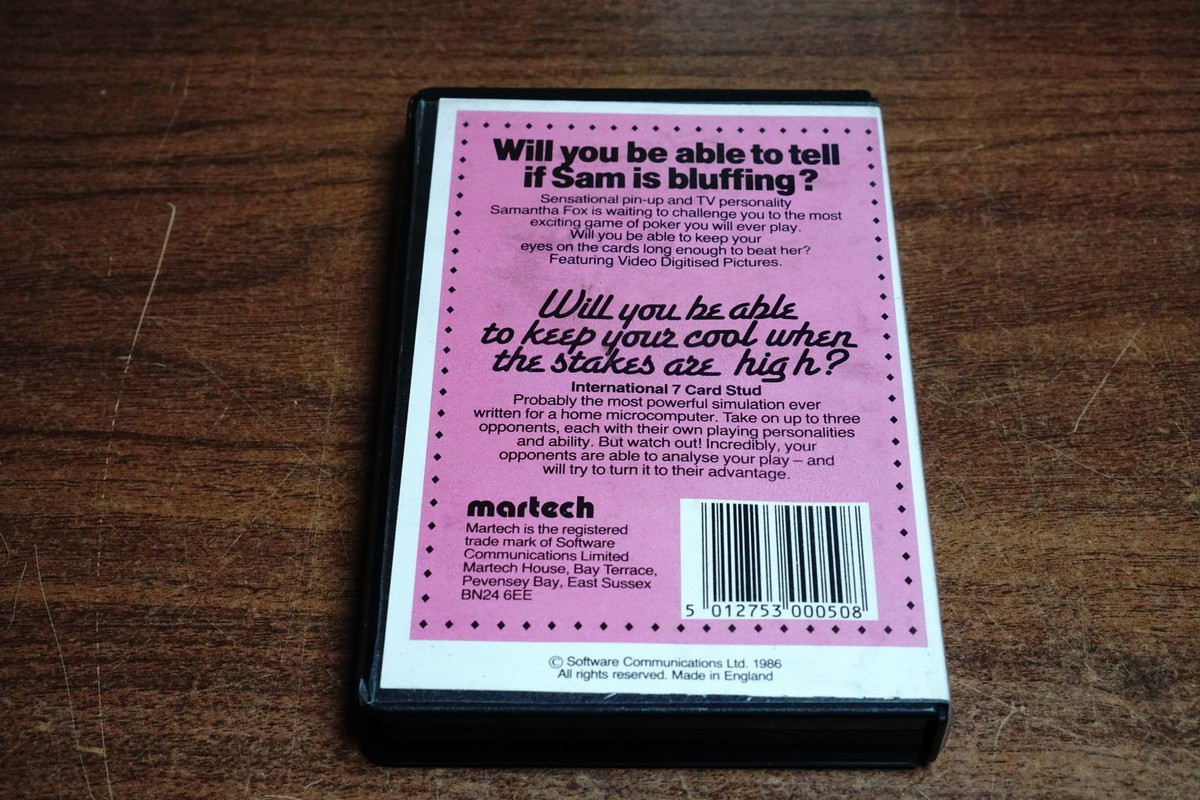 Will you be able to tell
if Sam is bluffing?
Sensational pin-up and TV personality
Samantha Fox is waiting to challenge you to the most
exciting game of poker you will ever play.
Will you be able to keep your
eyes on the cards long enough to beat her?
Featuring Video Digitised Pictures.
Will you be able
to keep your cool when
the stakes are high?
International 7 Card Stud
Probably the most powerful simulation ever
written for a home microcomputer. Take on up to three
opponents, each with their own playing personalities
and ability. But watch out! Incredibly, your
opponents are able to analyse your play – and
will try to turn it to their advantage.
martech
Martech is the registered
trade mark of Software
Communications Limited
Martech House, Bay Terrace,
Pevensey Bay, East Sussex
BN24 6EE
5 012753 000508
© Software Communications Ltd. 1986
All rights reserved. Made in England